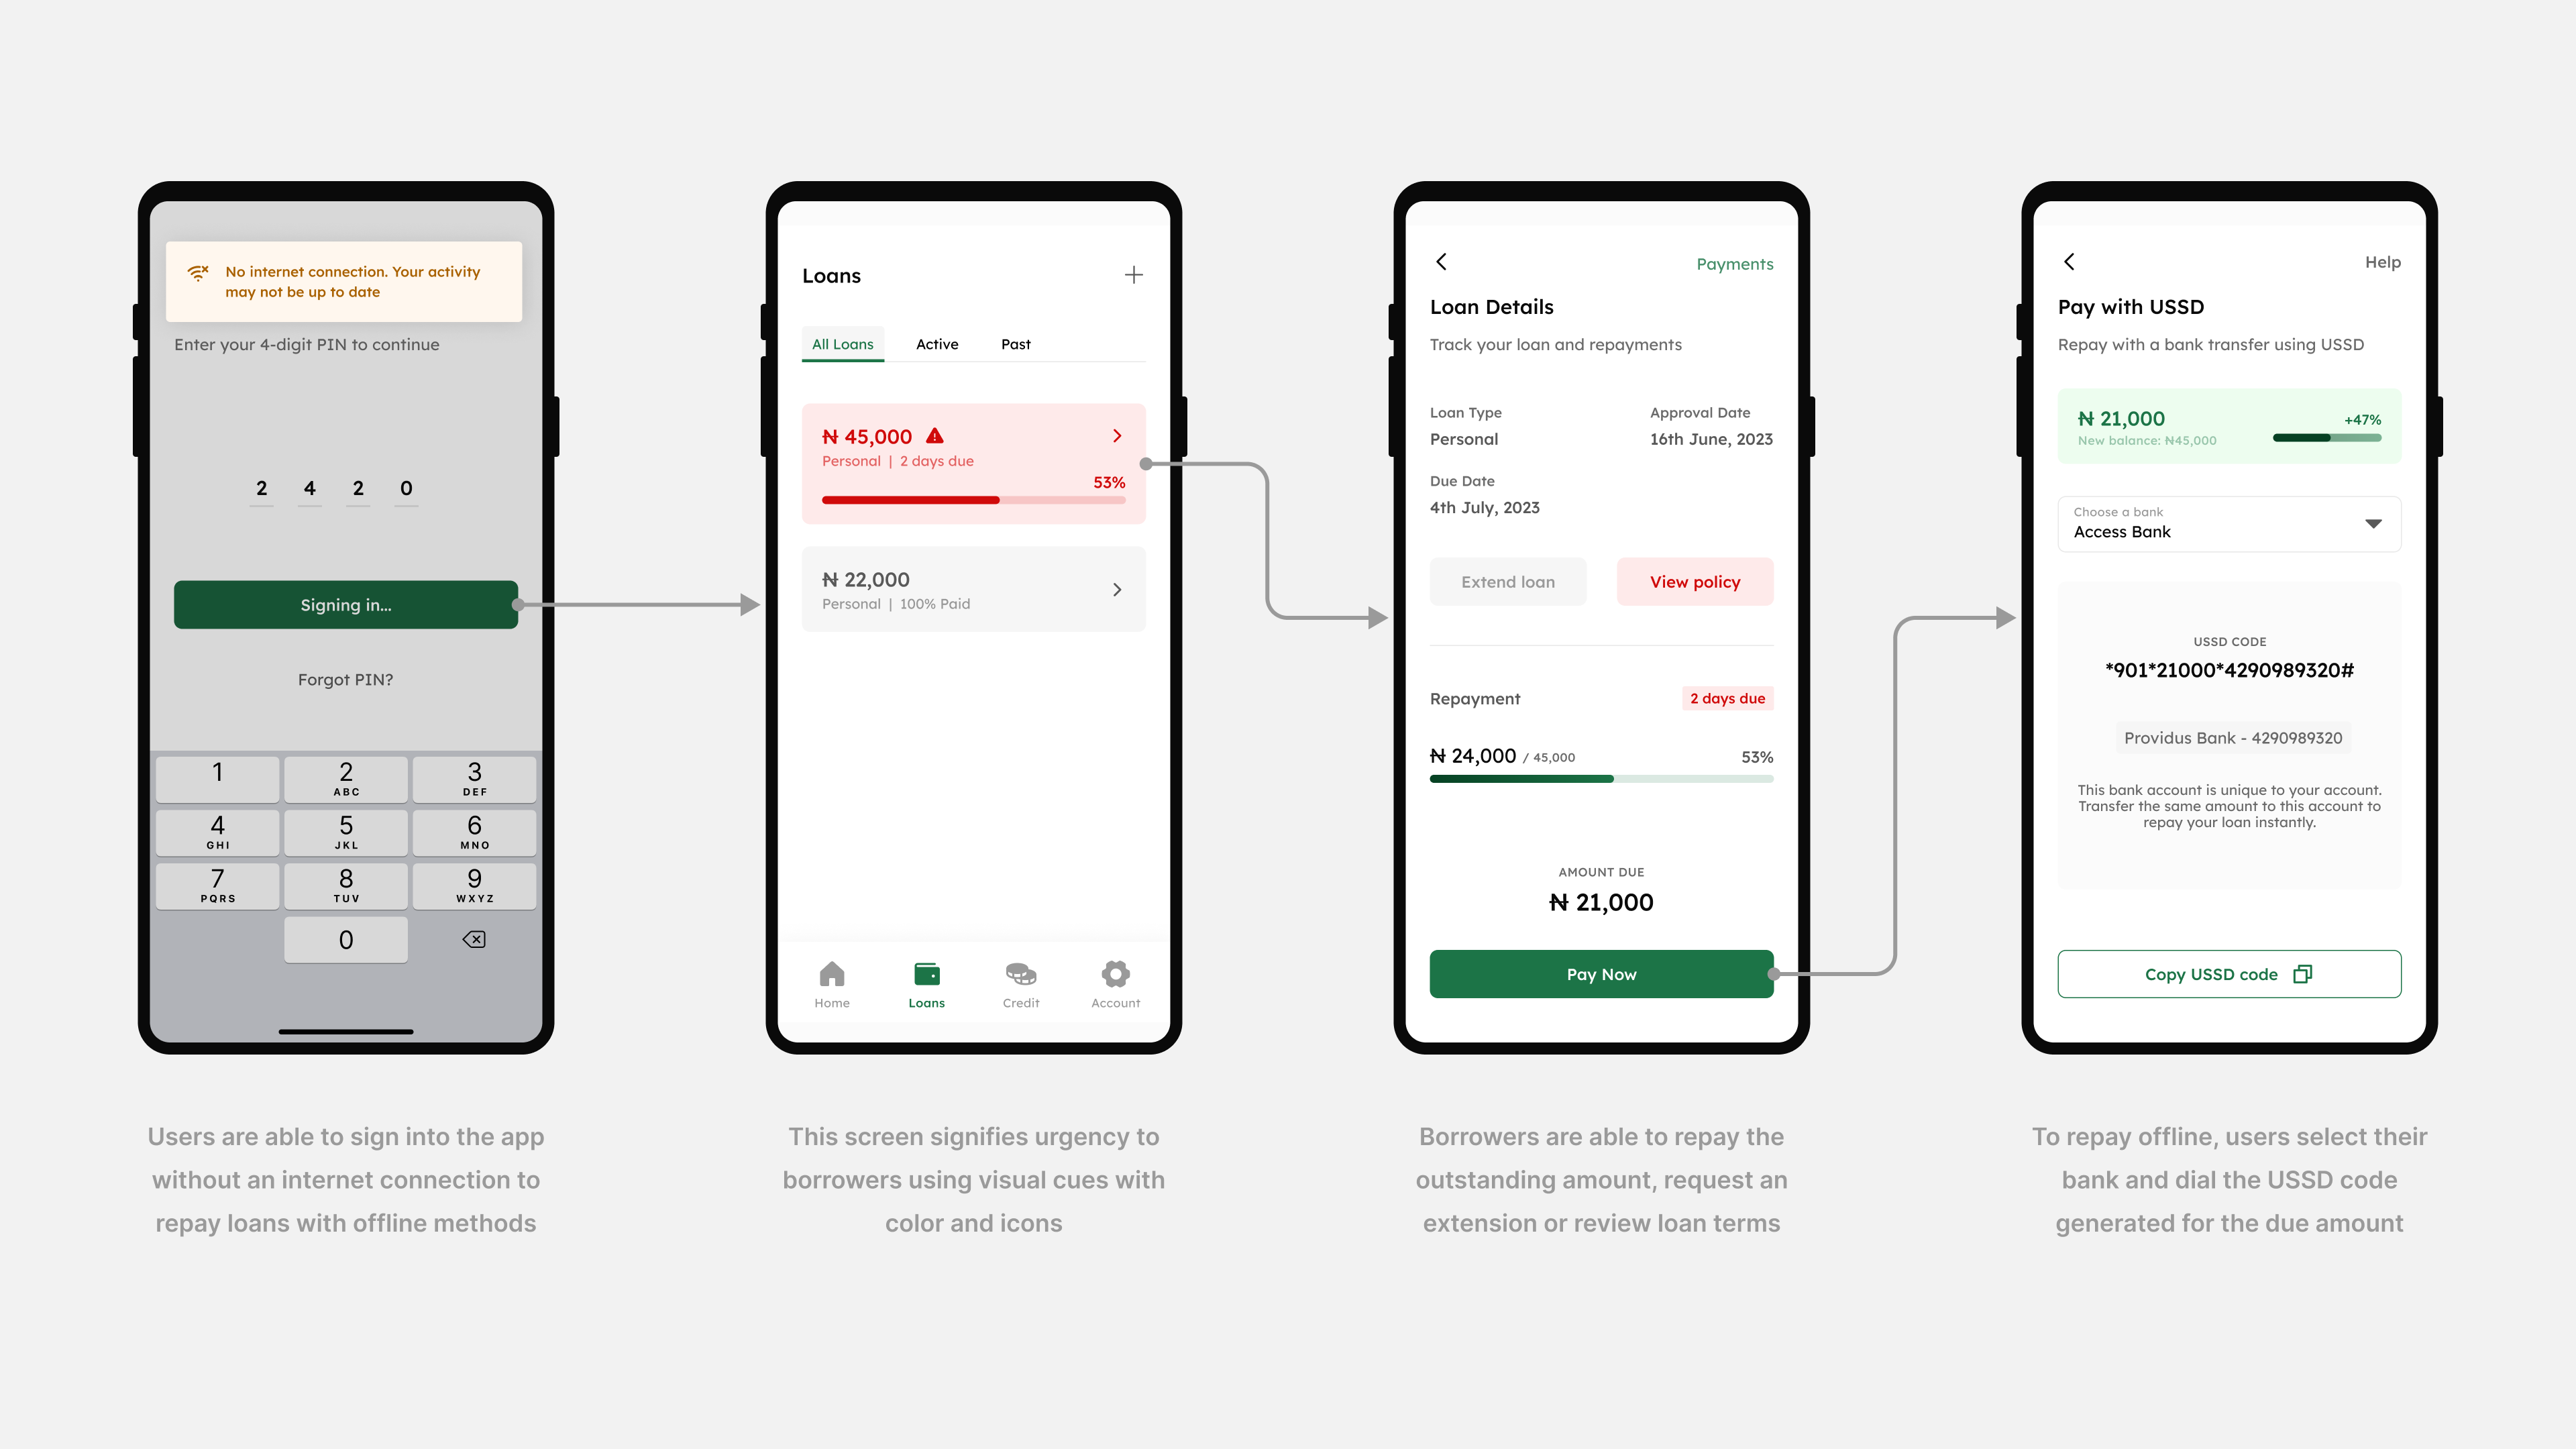 No internet connection. Your activity
may not be up to date
Enter your 4-digit PIN to continue
2 4 2 0
Signing in...
Forgot PIN?
1
2
ABC
3
DEF
4
GHI
5
JKL
6
MNO
7
PQRS
8
TUV
9
WXYZ
0
Users are able to sign into the app
without an internet connection to
repay loans with offline methods
Loans
All Loans
Active
Past
₦ 45,000
Personal | 2 days due
53%
₦ 22,000
Personal | 100% Paid
Home
Loans
Credit
Account
This screen signifies urgency to
borrowers using visual cues with
color and icons
Payments
Loan Details
Track your loan and repayments
Loan Type
Approval Date
Personal
16th June, 2023
Due Date
4th July, 2023
Extend loan
View policy
Repayment
2 days due
₦ 24,000 / 45,000
53%
AMOUNT DUE
₦ 21,000
Pay Now
Borrowers are able to repay the
outstanding amount, request an
extension or review loan terms
Help
Pay with USSD
Repay with a bank transfer using USSD
₦ 21,000
+47%
New balance: ₦45,000
Choose a bank
Access Bank
USSD CODE
*901*21000*4290989320#
Providus Bank - 4290989320
This bank account is unique to your account.
Transfer the same amount to this account to
repay your loan instantly.
Copy USSD code
To repay offline, users select their
bank and dial the USSD code
generated for the due amount